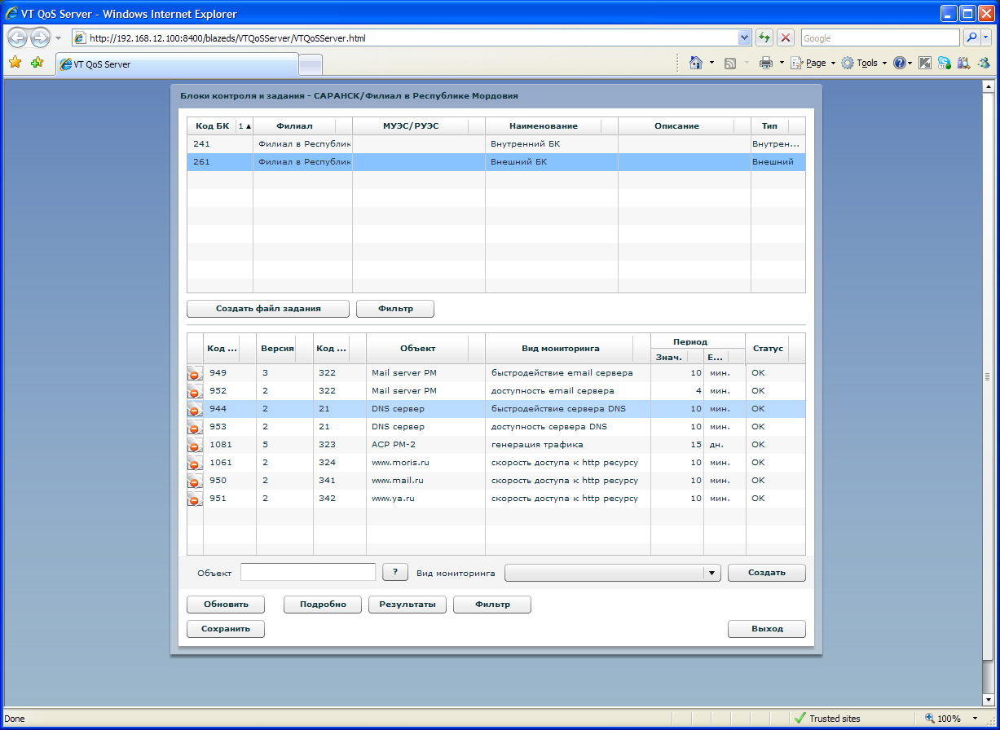 VT QoS Server - Windows Internet Explorer
http://192.168.12.100:8400/blazeds/VTQoSServer/VTQoSServer.html
Google
VT QoS Server
Page
Tools
Блоки контроля и задания - САРАНСК/Филиал в Республике Мордовия
Код БК 1 ▲ Филиал МУЭС/РУЭС Наименование Описание Тип
241 Филиал в Республик Внутренний БК Внутрен...
261 Филиал в Республик Внешний БК Внешний
Создать файл задания Фильтр
Код ... Версия Код ... Объект Вид мониторинга Период Статус
Знач. Е...
949 3 322 Mail server РМ быстродействие email сервера 10 мин. OK
952 2 322 Mail server РМ доступность email сервера 4 мин. OK
944 2 21 DNS сервер быстродействие сервера DNS 10 мин. OK
953 2 21 DNS сервер доступность сервера DNS 10 мин. OK
1081 5 323 АСР РМ-2 генерация трафика 15 дн. OK
1061 2 324 www.moris.ru скорость доступа к http ресурсу 10 мин. OK
950 2 341 www.mail.ru скорость доступа к http ресурсу 10 мин. OK
951 2 342 www.ya.ru скорость доступа к http ресурсу 10 мин. OK
Объект ? Вид мониторинга Создать
Обновить Подробно Результаты Фильтр
Сохранить Выход
Done Trusted sites 100%